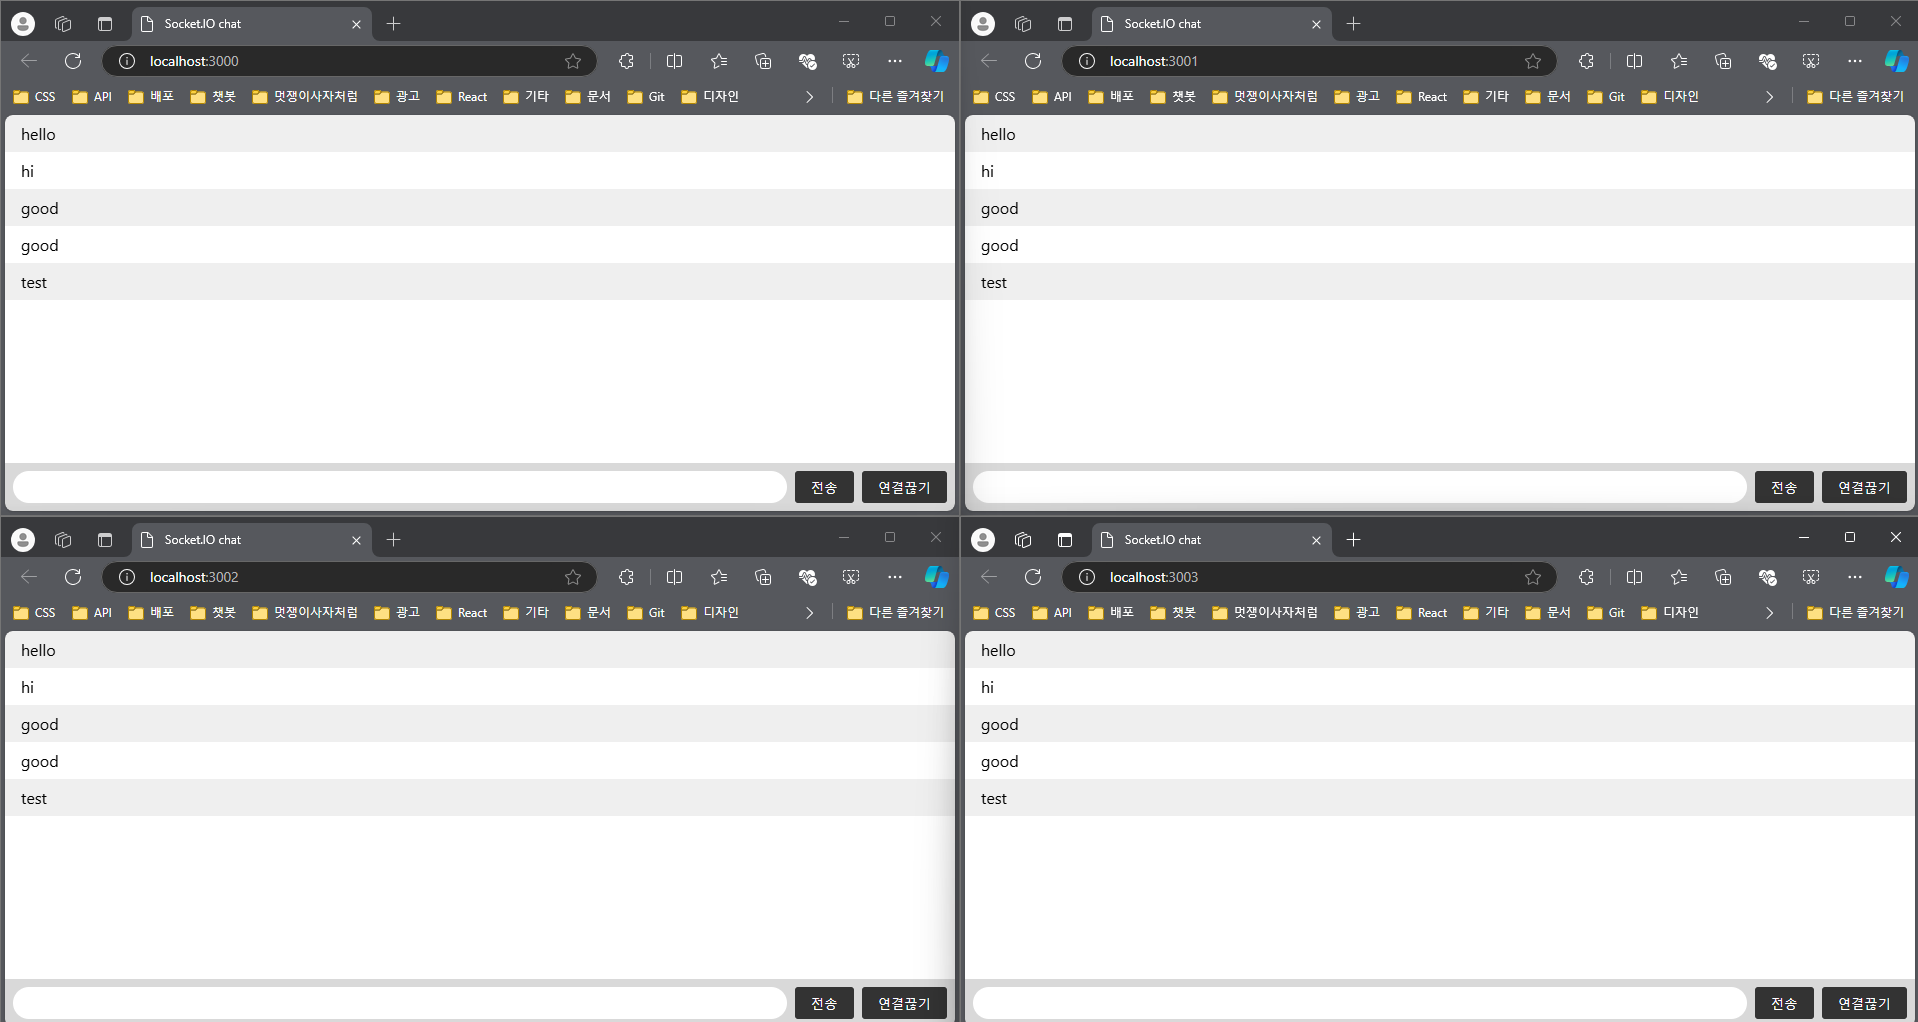 Socket.IO chat
localhost:3000
CSS API 배포 챗봇 멋쟁이사자처럼 광고 React 기타 문서 Git 디자인 다른 즐겨찾기
hello
hi
good
good
test
전송 연결끊기
Socket.IO chat
localhost:3001
CSS API 배포 챗봇 멋쟁이사자처럼 광고 React 기타 문서 Git 디자인 다른 즐겨찾기
hello
hi
good
good
test
전송 연결끊기
Socket.IO chat
localhost:3002
CSS API 배포 챗봇 멋쟁이사자처럼 광고 React 기타 문서 Git 디자인 다른 즐겨찾기
hello
hi
good
good
test
전송 연결끊기
Socket.IO chat
localhost:3003
CSS API 배포 챗봇 멋쟁이사자처럼 광고 React 기타 문서 Git 디자인 다른 즐겨찾기
hello
hi
good
good
test
전송 연결끊기